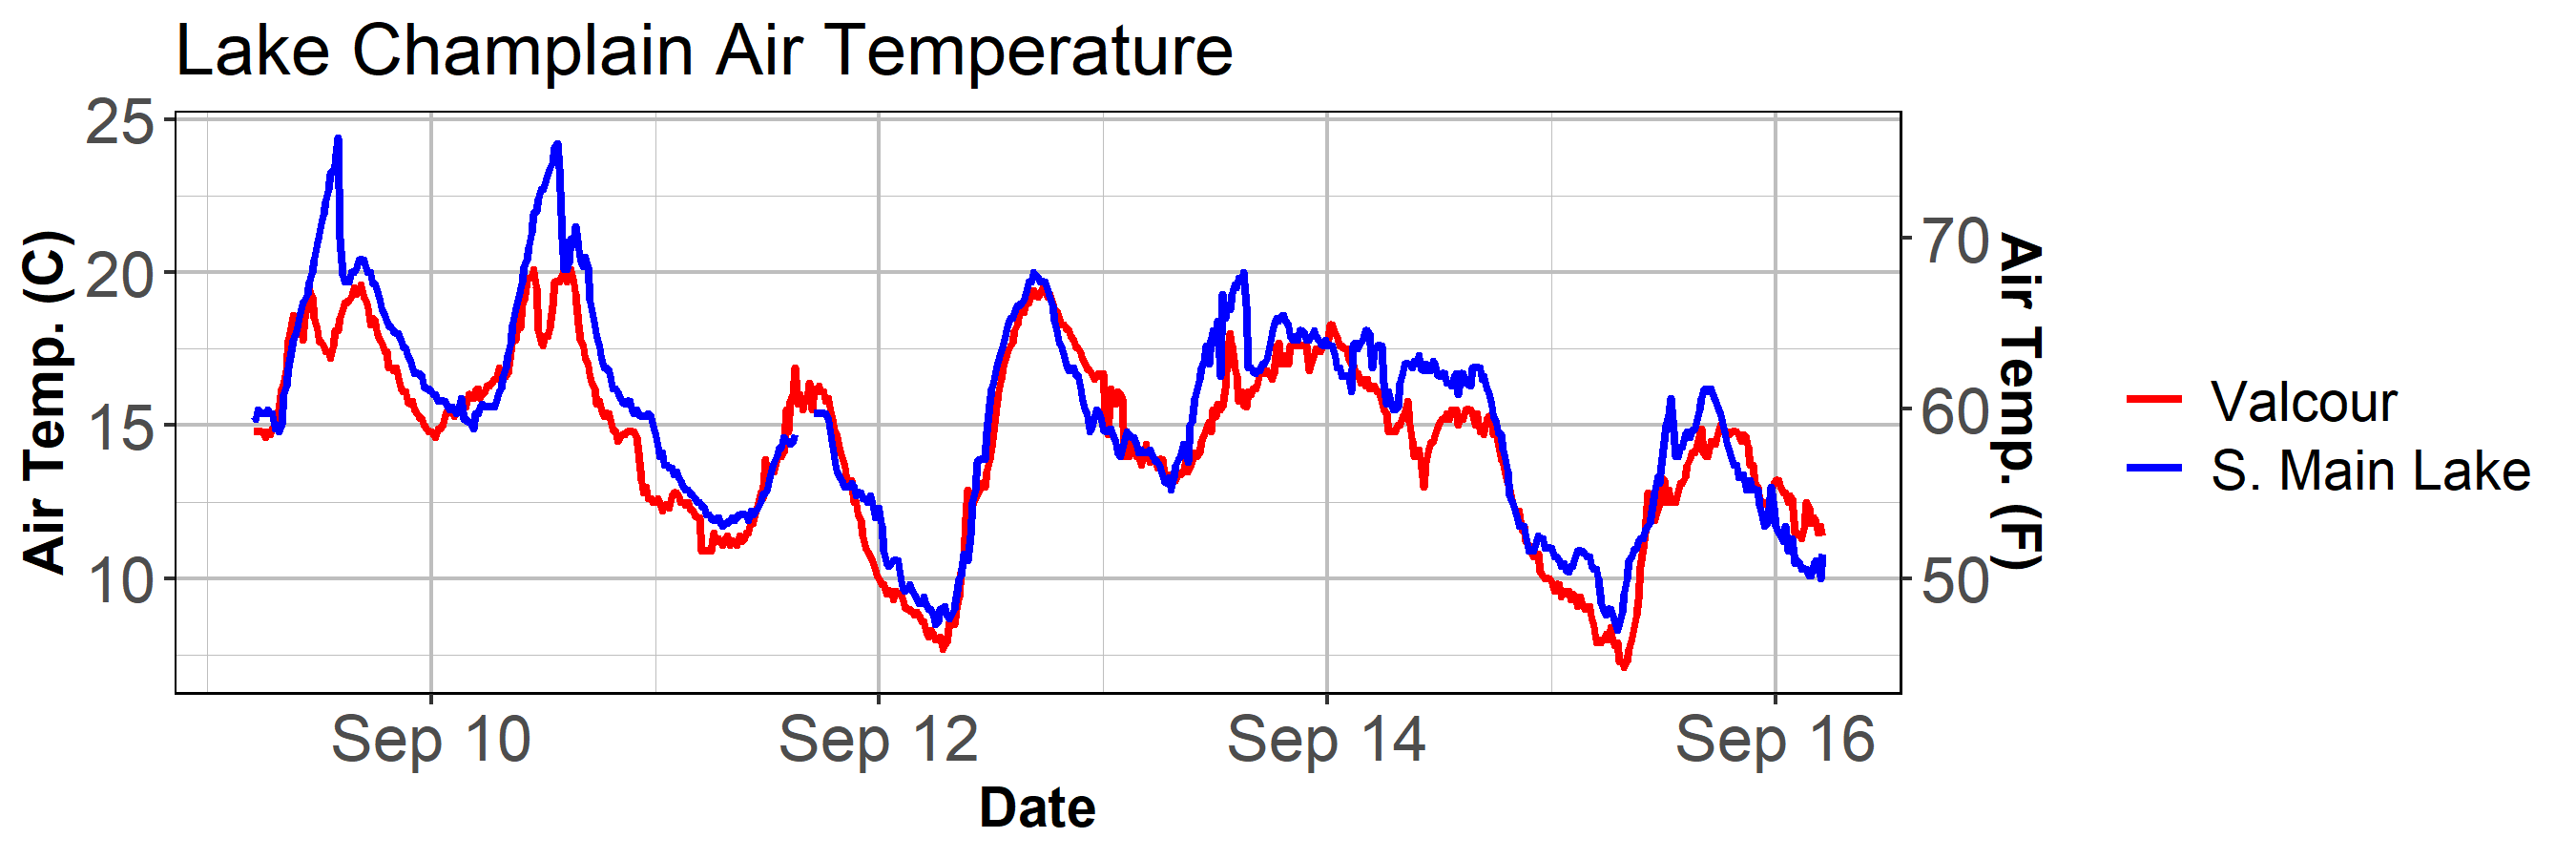 Lake Champlain Air Temperature
25
20
15
10
Air Temp. (C)
70
60
50
Air Temp. (F)
Sep 10
Sep 12
Sep 14
Sep 16
Date
Valcour
S. Main Lake